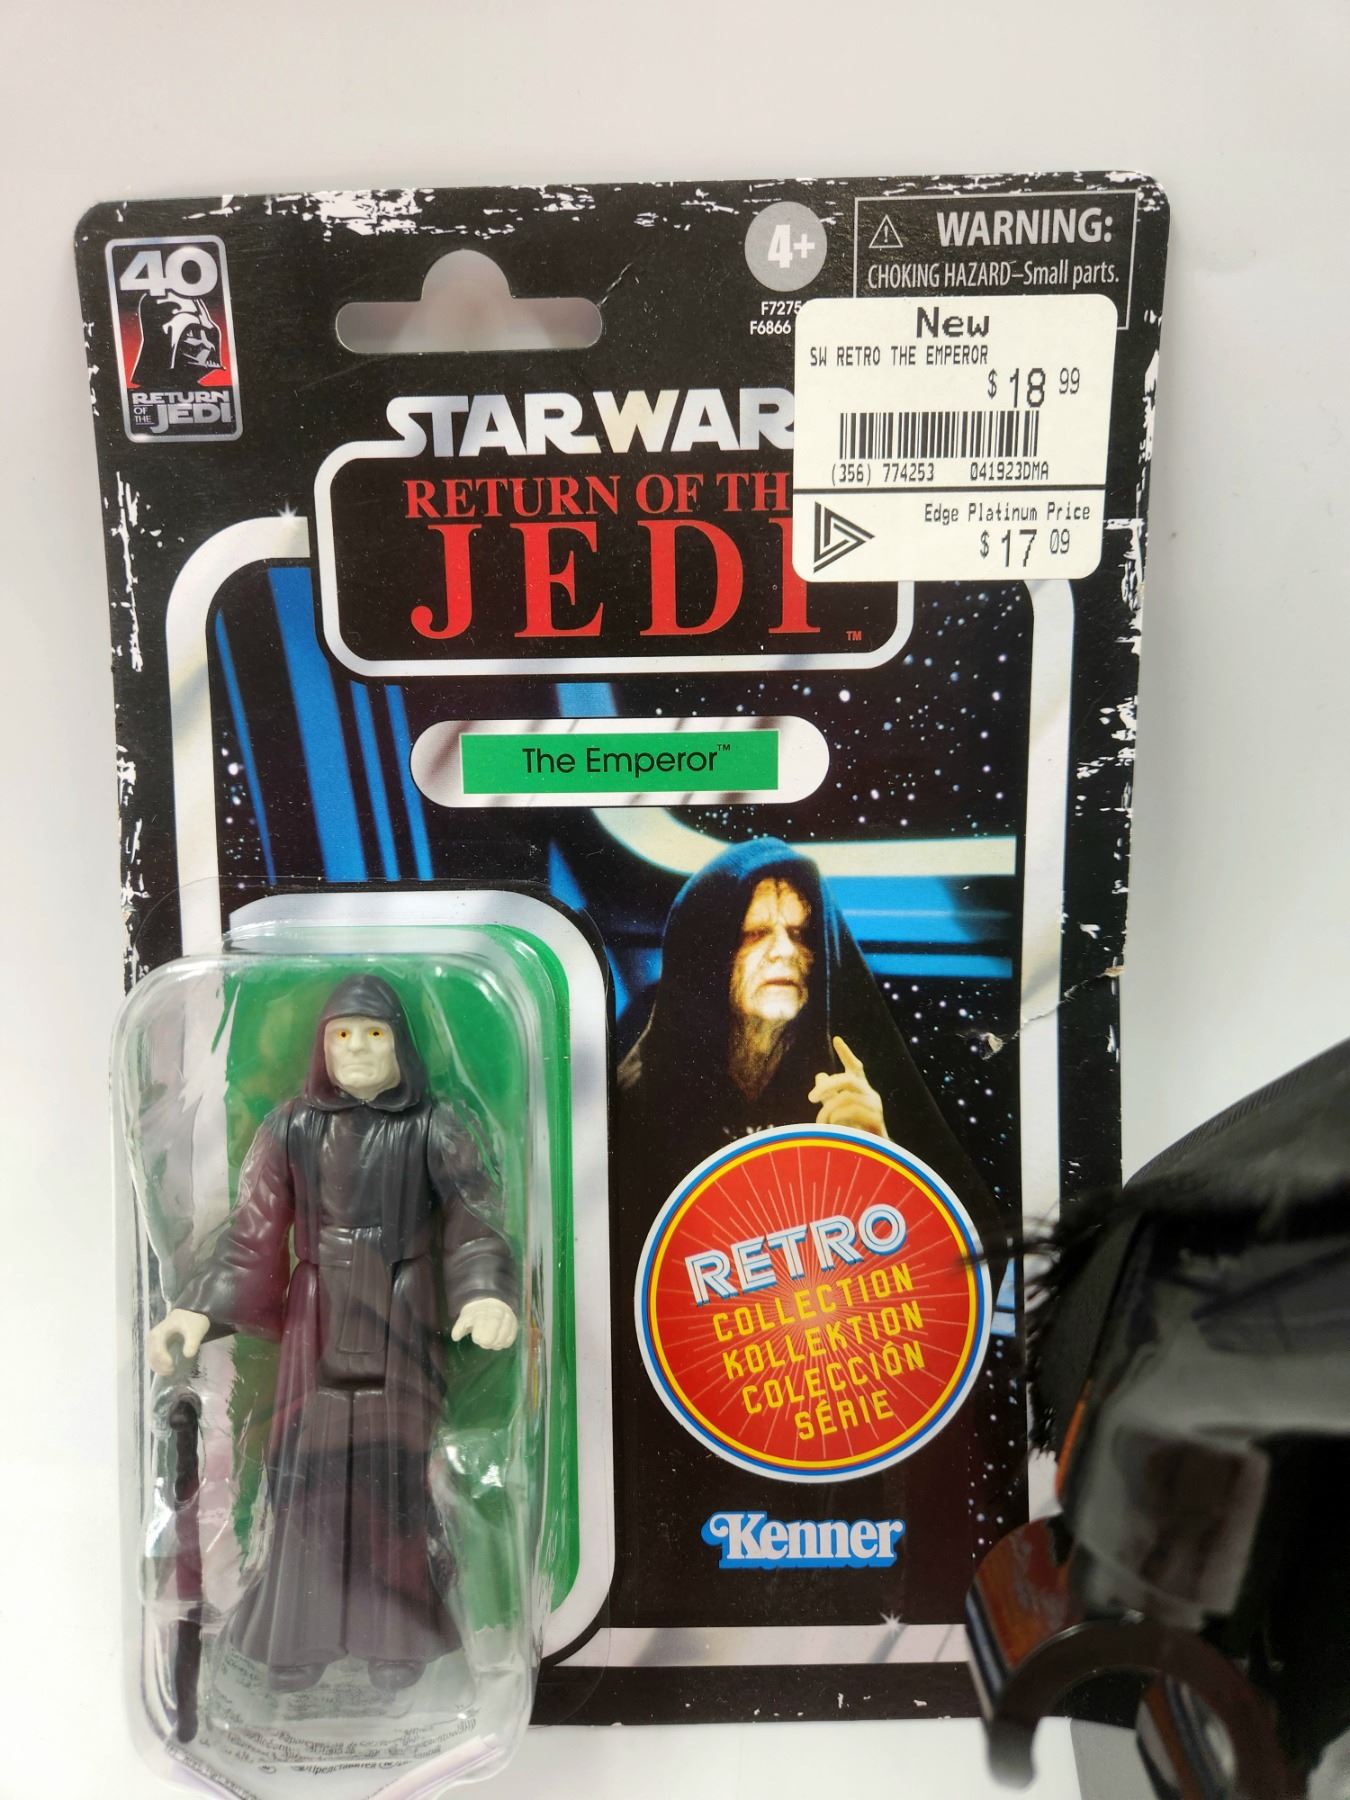 40
RETURN
OF THE
JEDI
4+
WARNING:
CHOKING HAZARD–Small parts.
F7275
F6866
New
SW RETRO THE EMPEROR
$ 18 99
(356) 774253 041923DMA
Edge Platinum Price
$ 17 09
STAR WAR
RETURN OF TH
JEDI
TM
The Emperor™
RETRO
COLLECTION
KOLLEKTION
COLECCIÓN
SÉRIE
Kenner